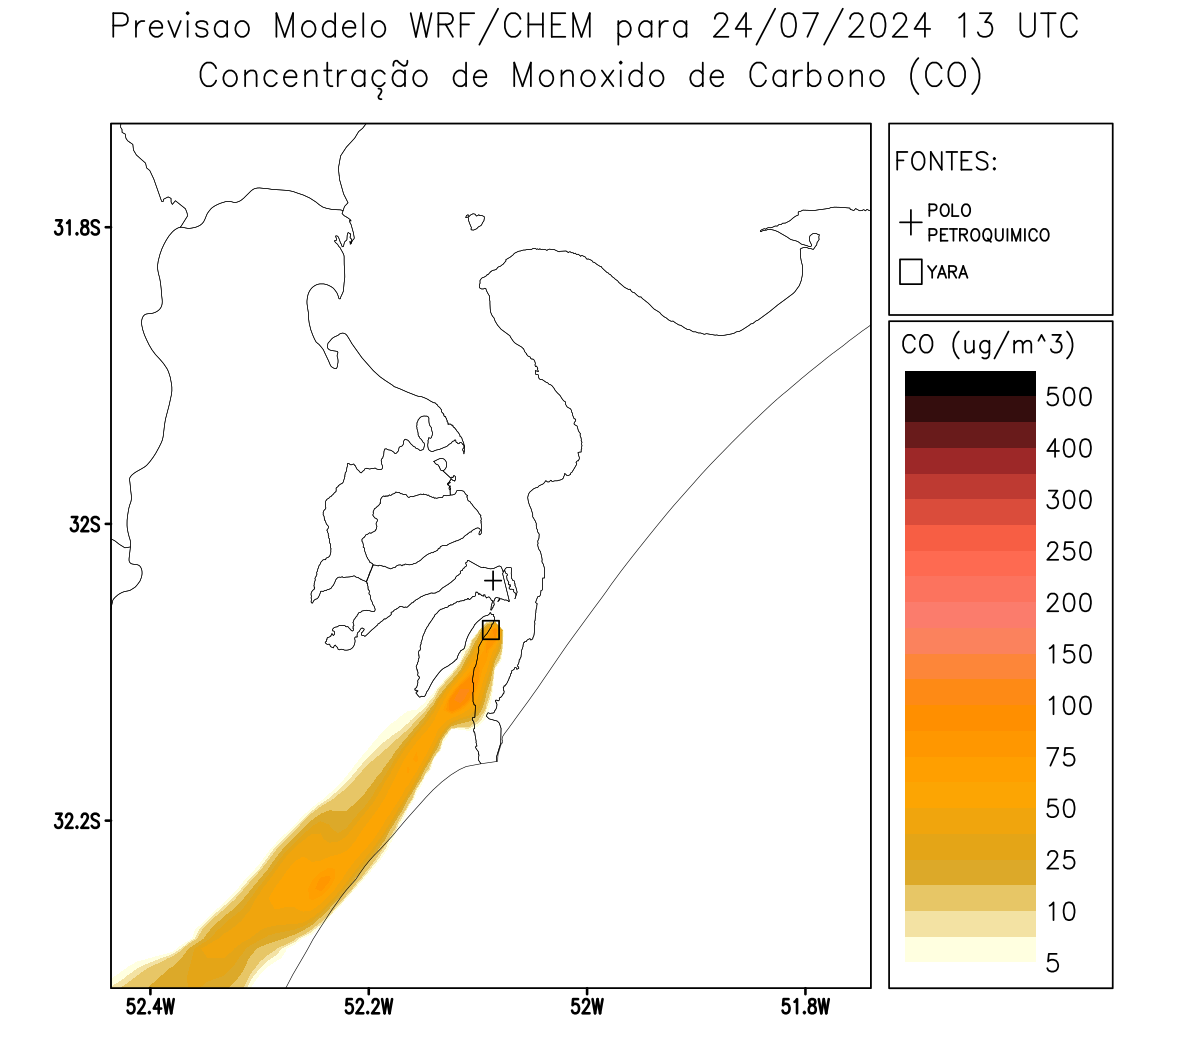 Previsao Modelo WRF/CHEM para 24/07/2024 13 UTC
Concentração de Monoxido de Carbono (CO)
FONTES:
POLO
PETROQUIMICO
YARA
CO (ug/m^3)
500
400
300
250
200
150
100
75
50
25
10
5
31.8S
32S
32.2S
52.4W
52.2W
52W
51.8W